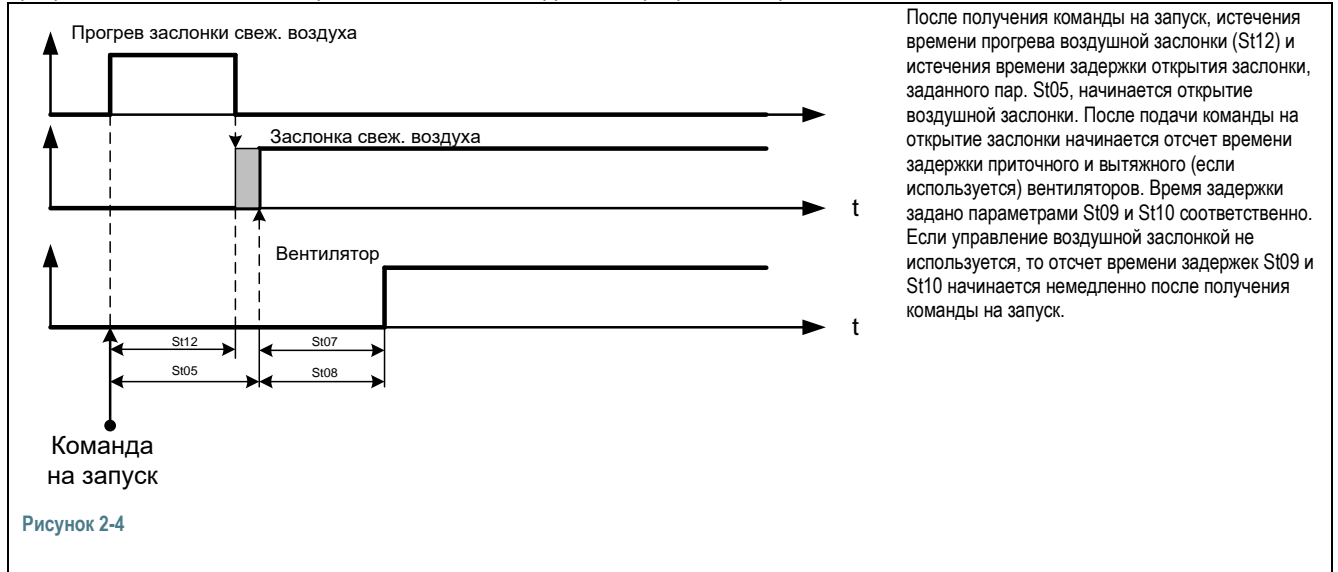 Прогрев заслонки свеж. воздуха
Заслонка свеж. воздуха
t
Вентилятор
t
St12
St07
St05
St08
Команда
на запуск
Рисунок 2-4
После получения команды на запуск, истечения
времени прогрева воздушной заслонки (St12) и
истечения времени задержки открытия заслонки,
заданного пар. St05, начинается открытие
воздушной заслонки. После подачи команды на
открытие заслонки начинается отсчет времени
задержки приточного и вытяжного (если
используется) вентиляторов. Время задержки
задано параметрами St09 и St10 соответственно.
Если управление воздушной заслонкой не
используется, то отсчет времени задержек St09 и
St10 начинается немедленно после получения
команды на запуск.